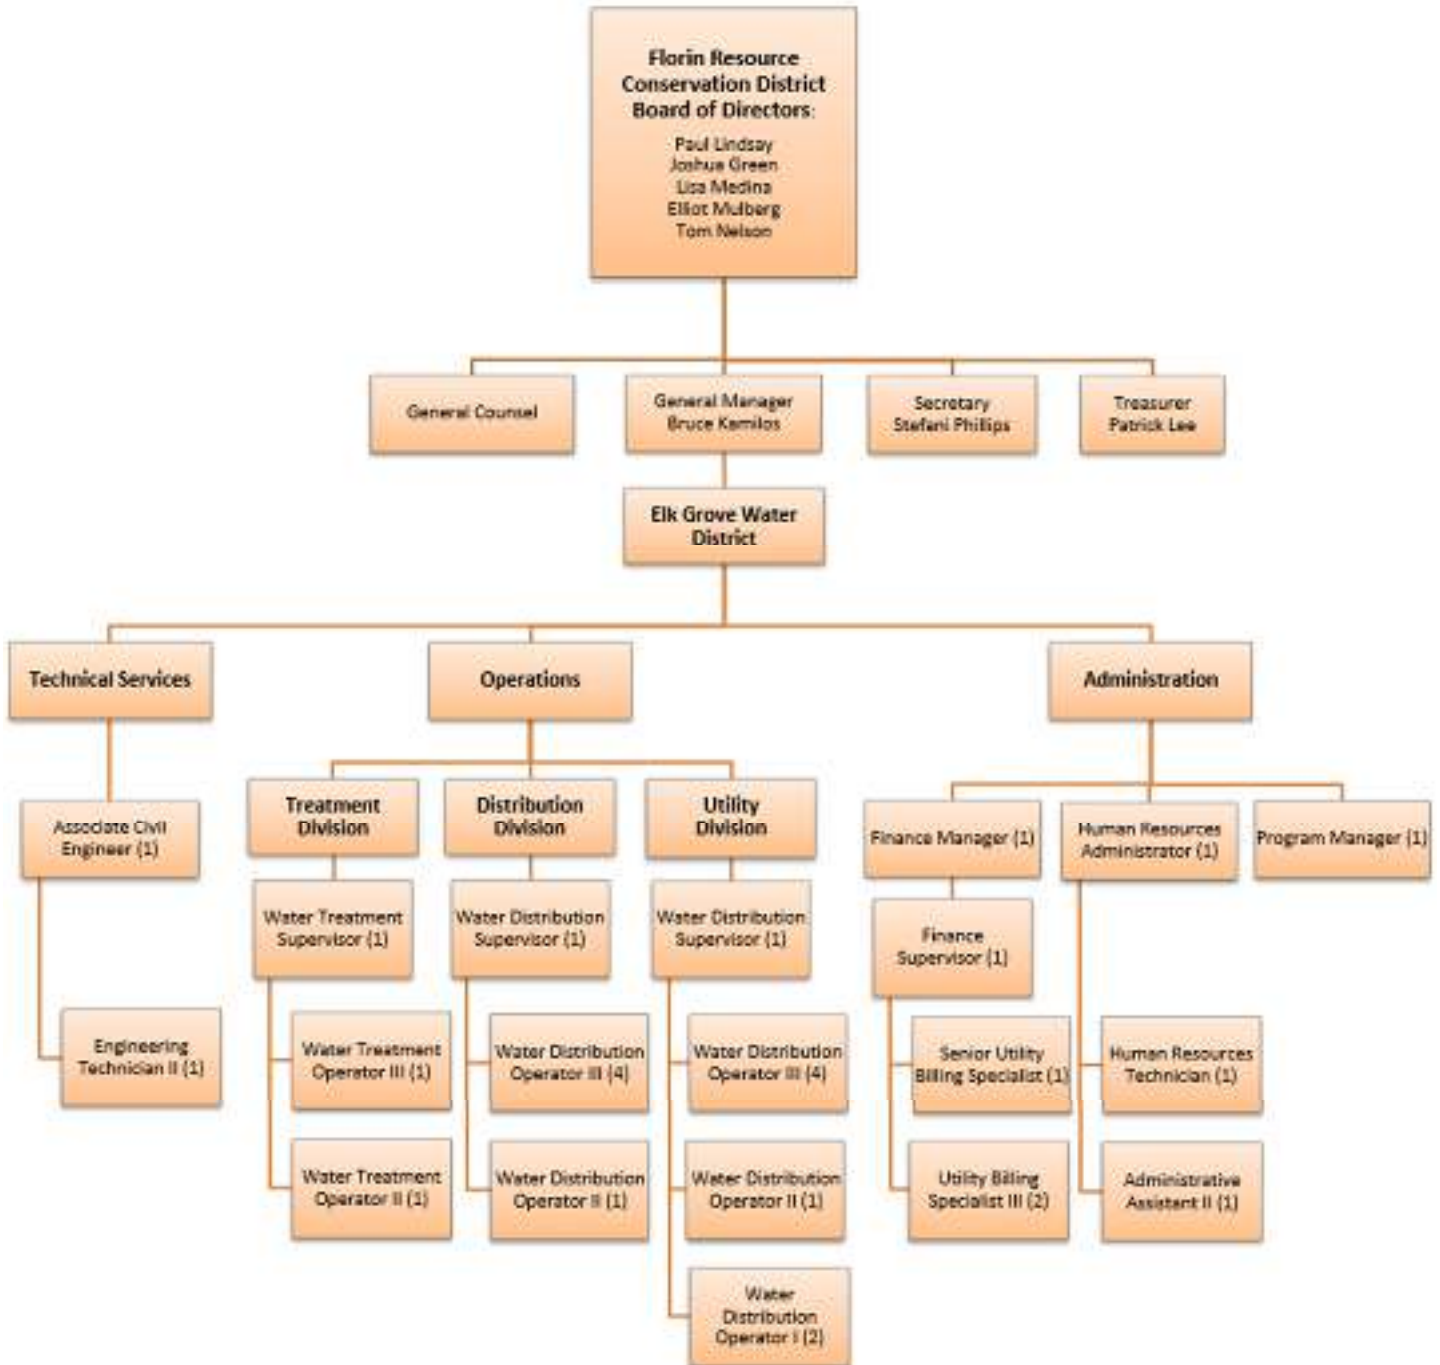 Florin Resource
Conservation District
Board of Directors:
Paul Lindsay
Joshua Green
Lisa Medina
Elliot Mulberg
Tom Nelson
General Counsel
General Manager
Bruce Kamilos
Secretary
Stefani Phillips
Treasurer
Patrick Lee
Elk Grove Water
District
Technical Services
Operations
Administration
Associate Civil
Engineer (1)
Engineering
Technician II (1)
Treatment
Division
Water Treatment
Supervisor (1)
Water Treatment
Operator III (1)
Water Treatment
Operator II (1)
Distribution
Division
Water Distribution
Supervisor (1)
Water Distribution
Operator III (4)
Water Distribution
Operator II (1)
Utility
Division
Water Distribution
Supervisor (1)
Water Distribution
Operator III (4)
Water Distribution
Operator II (1)
Water
Distribution
Operator I (2)
Finance Manager (1)
Finance
Supervisor (1)
Senior Utility
Billing Specialist (1)
Utility Billing
Specialist III (2)
Human Resources
Administrator (1)
Human Resources
Technician (1)
Administrative
Assistant II (1)
Program Manager (1)